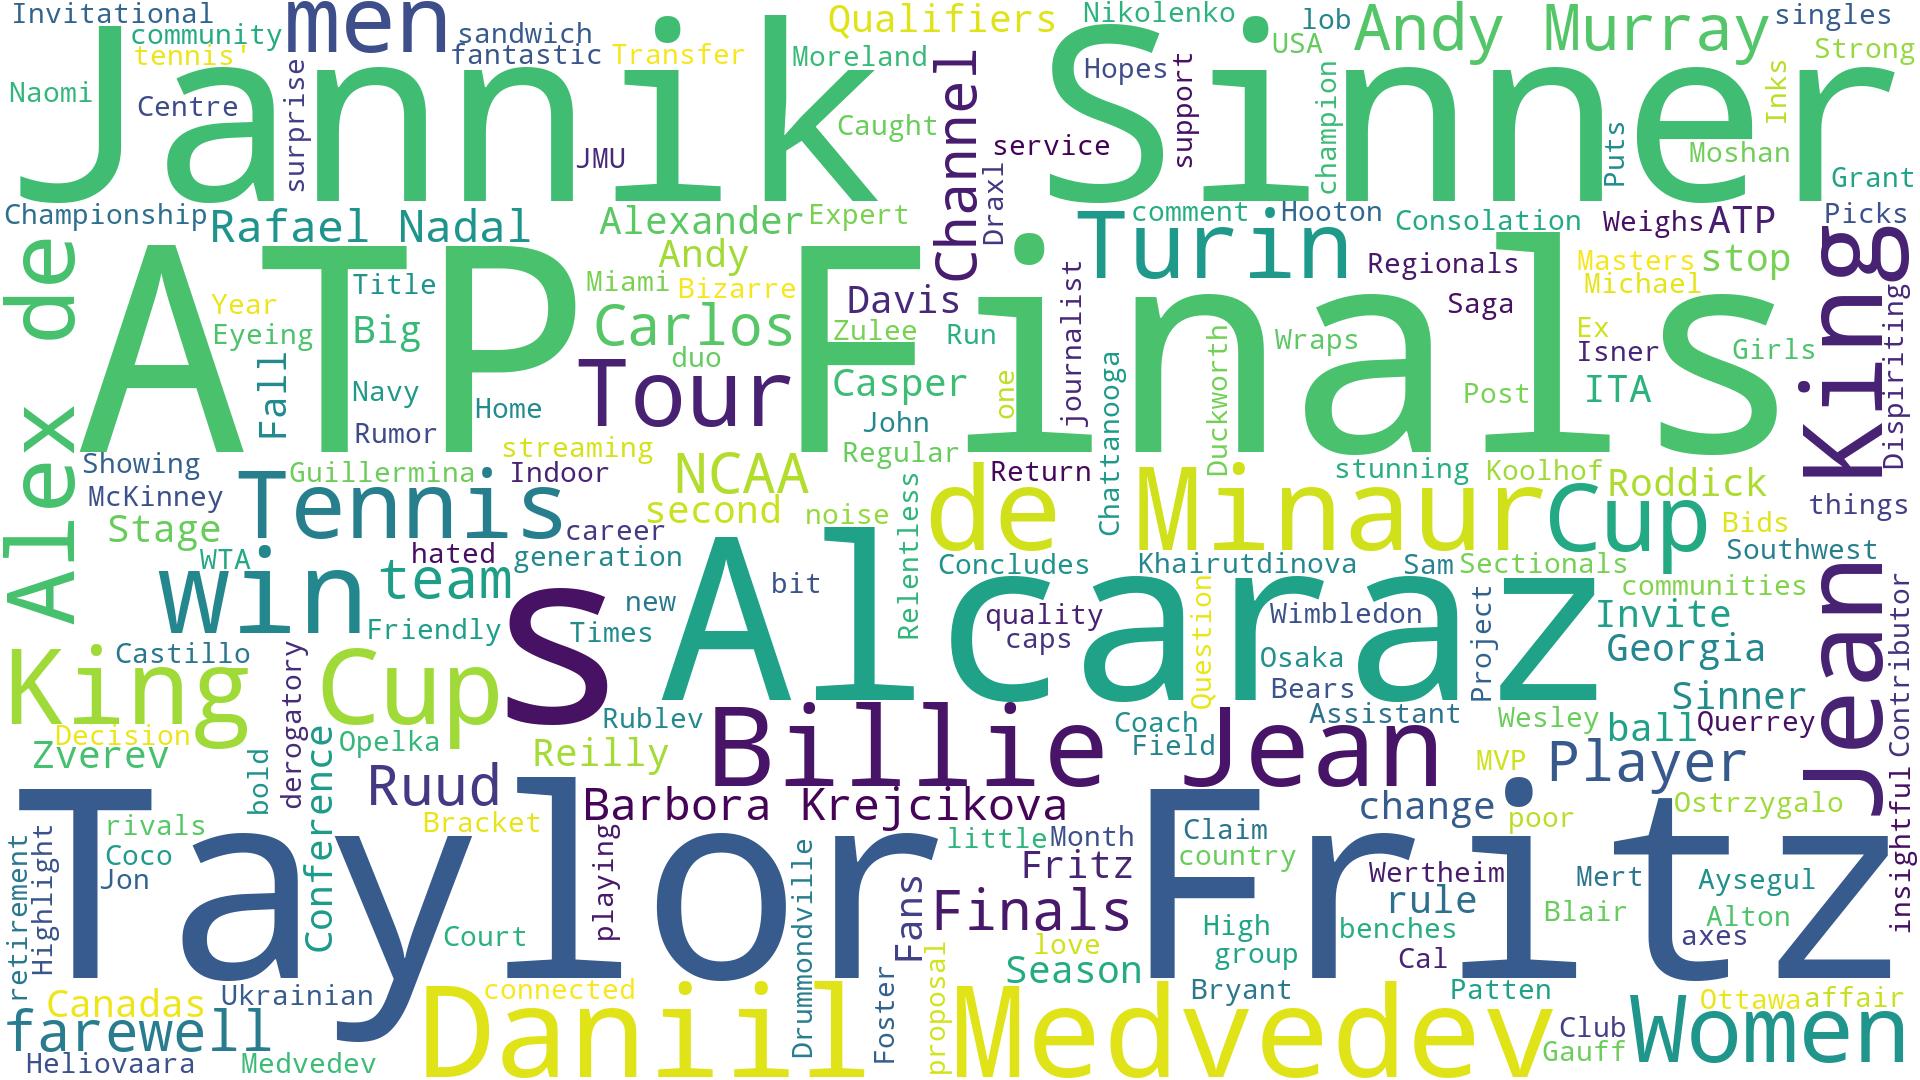 Invitational
community
tennis'
men
sandwich
fantastic
Transfer
Qualifiers
Moreland
Nikolenko
lob
USA
Andy Murray
singles
Strong
Jannik Sinner
Naomi
Centre
surprise
JMU
Caught
Channel
service
Draxl
Hopes
support
champion
Puts
Inks
Moshan
Grant
Championship
Rafael Nadal
Alexander
Expert
Andy
Turin
comment
Hooton
Consolation
Weighs
ATP
Picks
Alex de
ATP Finals
Year
Eyeing
Title
Big
Miami
Bizarre
Carlos
Davis
Zulee
Run
journalist
Regionals
Saga
Masters
Michael
stop
King
Dispiriting
Fall
Navy
Rumor
Home
duo
Tour
Casper
John
Regular
one
Chattanooga
Duckworth
Wraps
Post
Ex
Isner
ITA
Girls
Showing
McKinney
Stage
Guillermina
Tennis
Indoor
streaming
NCAA
second
noise
career
Relentless
Return
de Minaur
stunning
Koolhof
Roddick
Cup
Bids
things
Southwest
WTA
win
hated
generation
team
Friendly
s
new
Times
bit
Alcaraz
Concludes
Khairutdinova
Sam
Sectionals
communities
quality
caps
Question
Wimbledon
Osaka
Bears
Project
Invite
Georgia
Jean
Contributor
Castillo
King Cup
derogatory
Decision
Zverev
bold
Conference
Opelka
Rublev
Reilly
Billie Jean
Coach
Field
Assistant
Wesley
Sinner
ball
Querrey
MVP
Player
Ruud
Barbora Krejcikova
change
poor
Ostrzygalo
insightful
Taylor Fritz
rivals
Coco
Jon
Highlight
retirement
Bracket
playing
Court
Drummondville
little
Month
Fritz
Fans
Finals
Claim
country
Wertheim
rule
Mert
Aysegul
Blair
Alton
axes
High
group
benches
Cal
love
Season
Canadas
Ukrainian
farewell
Heliovaara
Medvedev
connected
Daniil Medvedev
Foster
proposal
Bryant
Patten
Ottawa
affair
Club
Gauff
Women